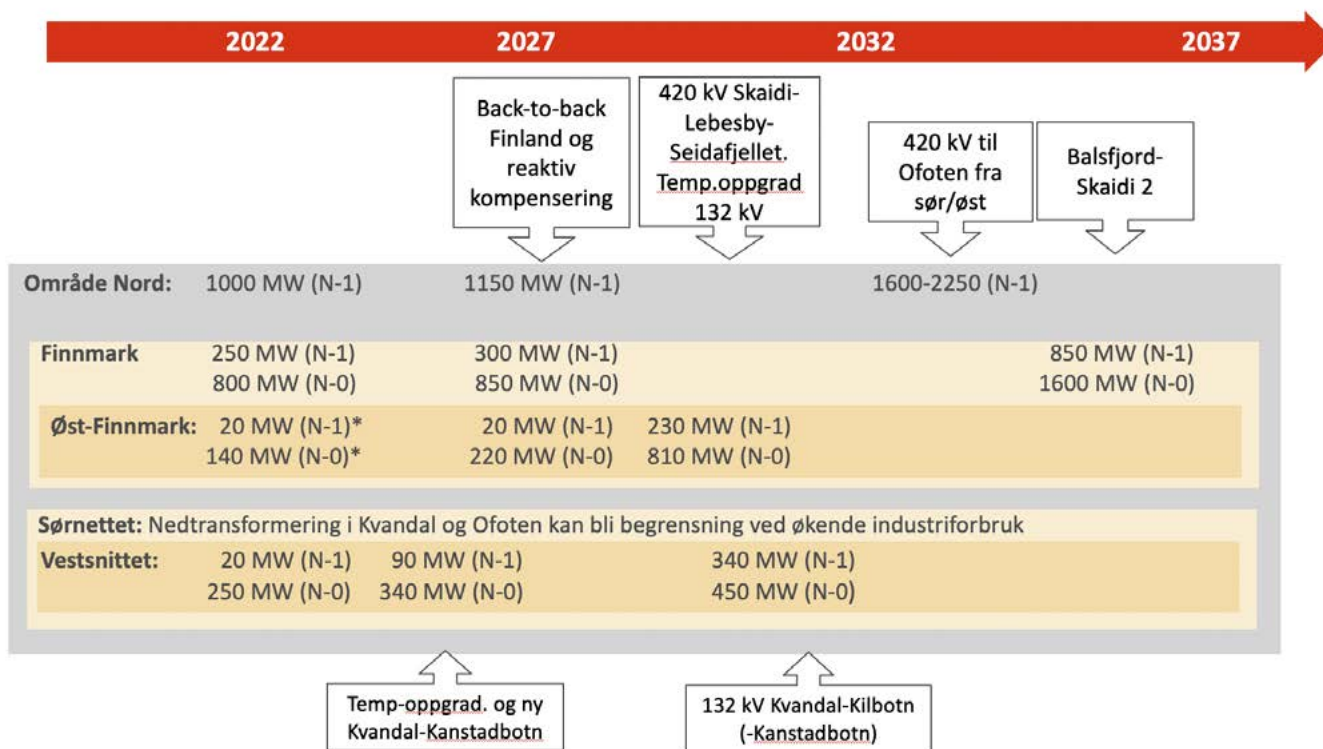 2022 2027 2032 2037
Back-to-back
Finland og
reaktiv
kompensering
420 kV Skaidi-
Lebesby-
Seidafjellet.
Temp.oppgrad
132 kV
420 kV til
Ofoten fra
sør/øst
Balsfjord-
Skaidi 2
Område Nord: 1000 MW (N-1) 1150 MW (N-1) 1600-2250 (N-1)
Finnmark 250 MW (N-1) 300 MW (N-1) 850 MW (N-1)
800 MW (N-0) 850 MW (N-0) 1600 MW (N-0)
Øst-Finnmark: 20 MW (N-1)* 20 MW (N-1) 230 MW (N-1)
140 MW (N-0)* 220 MW (N-0) 810 MW (N-0)
Sørnettet: Nedtransformering i Kvandal og Ofoten kan bli begrensning ved økende industriforbruk
Vestsnittet: 20 MW (N-1) 90 MW (N-1) 340 MW (N-1)
250 MW (N-0) 340 MW (N-0) 450 MW (N-0)
Temp-oppgrad. og ny
Kvandal-Kanstadbotn
132 kV Kvandal-Kilbotn
(-Kanstadbotn)